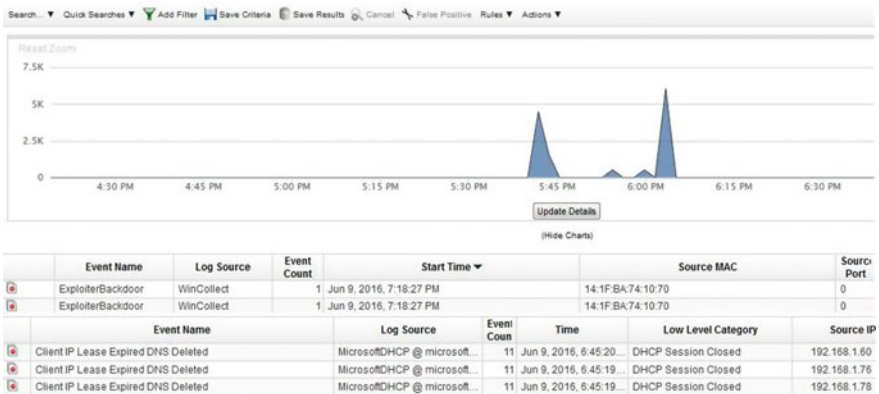 Search... ▼ Quick Searches ▼ Add Filter Save Criteria Save Results Cancel False Positive Rules ▼ Actions ▼
Reset Zoom
7.5K
5K
2.5K
0
4:30 PM 4:45 PM 5:00 PM 5:15 PM 5:30 PM 5:45 PM 6:00 PM 6:15 PM 6:30 PM
Update Details
(Hide Charts)
Event Name Log Source Event Count Start Time ▼ Source MAC Source Port
ExploiterBackdoor WinCollect 1 Jun 9, 2016, 7:18:27 PM 14:1F:BA:74:10:70 0
ExploiterBackdoor WinCollect 1 Jun 9, 2016, 7:18:27 PM 14:1F:BA:74:10:70 0
Event Name Log Source Event Coun Time Low Level Category Source IP
Client IP Lease Expired DNS Deleted MicrosoftDHCP @ microsoft... 11 Jun 9, 2016, 6:45:20... DHCP Session Closed 192.168.1.60
Client IP Lease Expired DNS Deleted MicrosoftDHCP @ microsoft... 11 Jun 9, 2016, 6:45:19... DHCP Session Closed 192.168.1.76
Client IP Lease Expired DNS Deleted MicrosoftDHCP @ microsoft... 11 Jun 9, 2016, 6:45:19... DHCP Session Closed 192.168.1.78